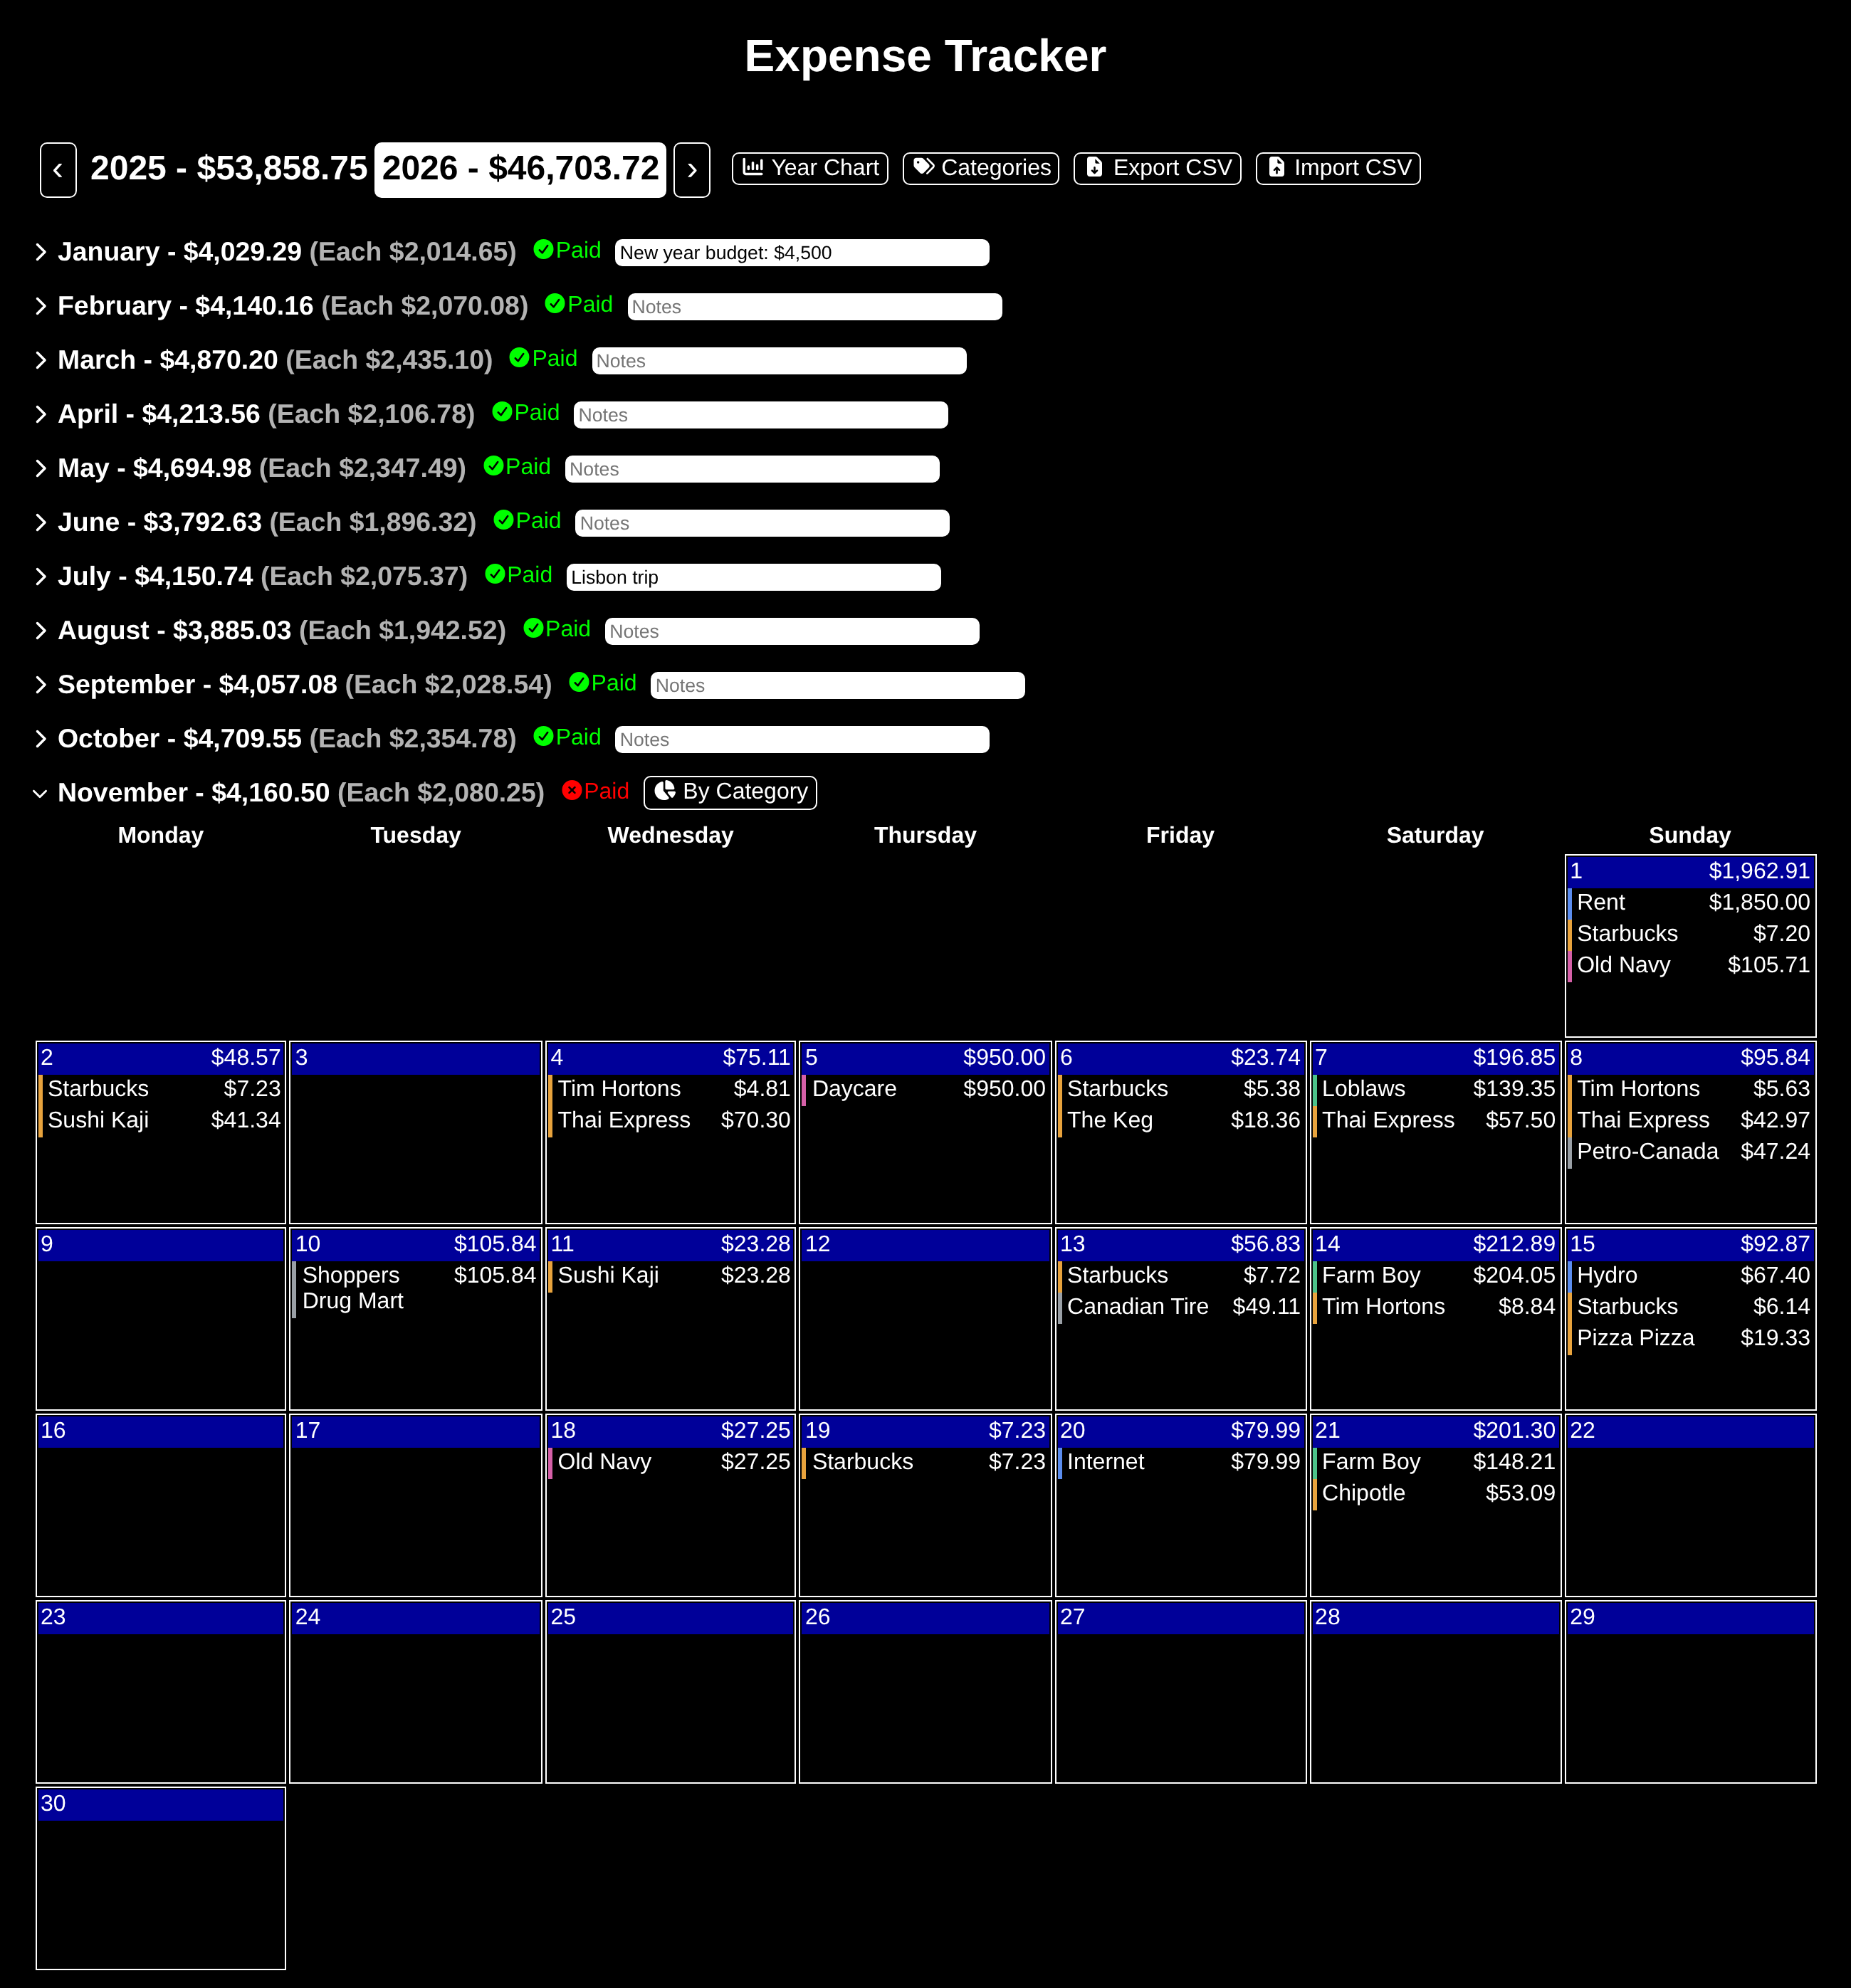 Expense Tracker
‹ 2025 - $53,858.75 2026 - $46,703.72 › Year Chart Categories Export CSV Import CSV
January - $4,029.29 (Each $2,014.65) Paid New year budget: $4,500
February - $4,140.16 (Each $2,070.08) Paid Notes
March - $4,870.20 (Each $2,435.10) Paid Notes
April - $4,213.56 (Each $2,106.78) Paid Notes
May - $4,694.98 (Each $2,347.49) Paid Notes
June - $3,792.63 (Each $1,896.32) Paid Notes
July - $4,150.74 (Each $2,075.37) Paid Lisbon trip
August - $3,885.03 (Each $1,942.52) Paid Notes
September - $4,057.08 (Each $2,028.54) Paid Notes
October - $4,709.55 (Each $2,354.78) Paid Notes
November - $4,160.50 (Each $2,080.25) Paid By Category
Monday Tuesday Wednesday Thursday Friday Saturday Sunday
1 $1,962.91
Rent $1,850.00
Starbucks $7.20
Old Navy $105.71
2 $48.57
Starbucks $7.23
Sushi Kaji $41.34
3
4 $75.11
Tim Hortons $4.81
Thai Express $70.30
5 $950.00
Daycare $950.00
6 $23.74
Starbucks $5.38
The Keg $18.36
7 $196.85
Loblaws $139.35
Thai Express $57.50
8 $95.84
Tim Hortons $5.63
Thai Express $42.97
Petro-Canada $47.24
9
10 $105.84
Shoppers $105.84
Drug Mart
11 $23.28
Sushi Kaji $23.28
12
13 $56.83
Starbucks $7.72
Canadian Tire $49.11
14 $212.89
Farm Boy $204.05
Tim Hortons $8.84
15 $92.87
Hydro $67.40
Starbucks $6.14
Pizza Pizza $19.33
16
17
18 $27.25
Old Navy $27.25
19 $7.23
Starbucks $7.23
20 $79.99
Internet $79.99
21 $201.30
Farm Boy $148.21
Chipotle $53.09
22
23
24
25
26
27
28
29
30